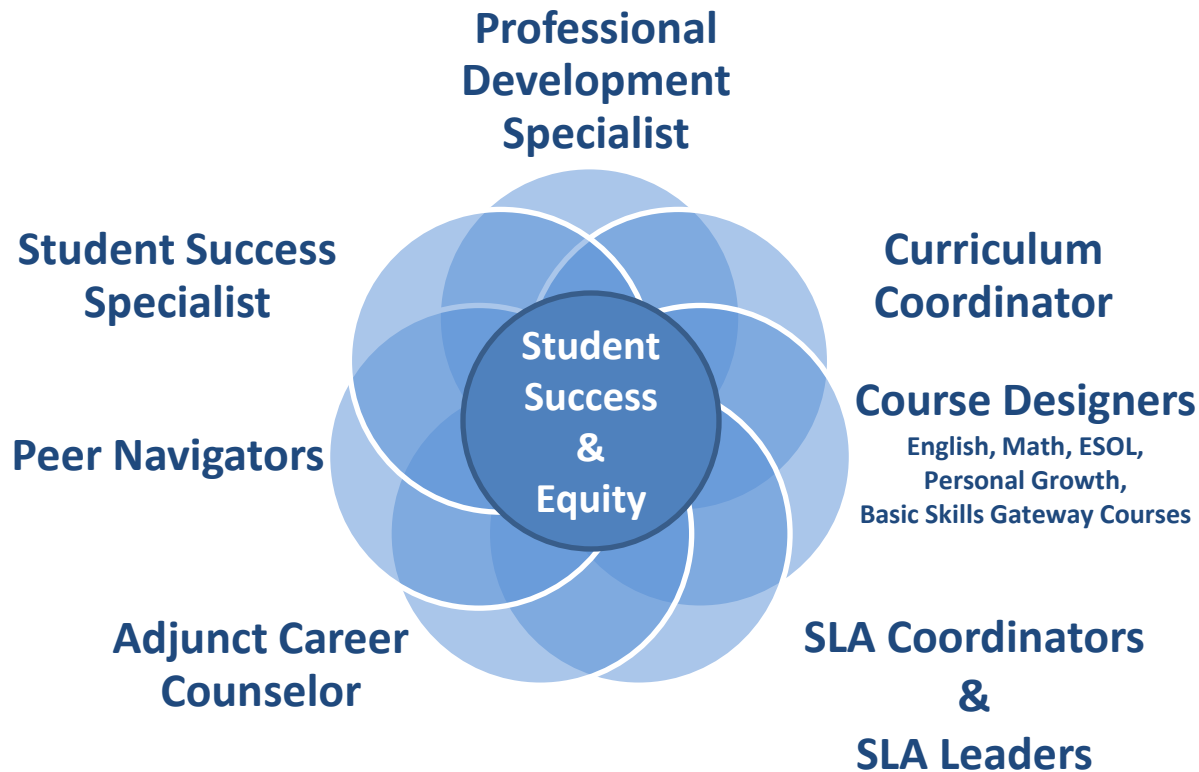 Professional
Development
Specialist
Student Success
Specialist
Curriculum
Coordinator
Student
Success
&
Equity
Course Designers
English, Math, ESOL,
Personal Growth,
Basic Skills Gateway Courses
Peer Navigators
Adjunct Career
Counselor
SLA Coordinators
&
SLA Leaders